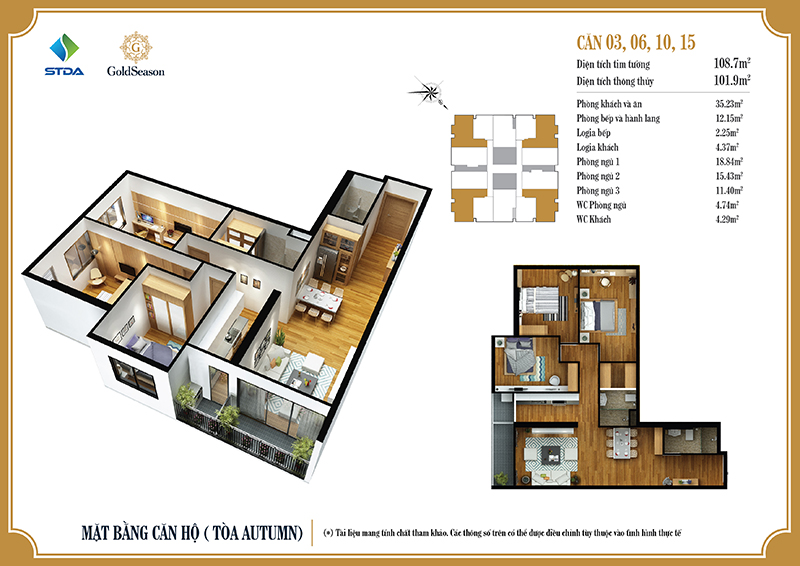 STDA
G
GoldSeason
CĂN 03, 06, 10, 15
Diện tích tim tường 108.7m²
Diện tích thông thủy 101.9m²
Phòng khách và ăn 35.23m²
Phòng bếp và hành lang 12.15m²
Logia bếp 2.25m²
Logia khách 4.37m²
Phòng ngủ 1 18.84m²
Phòng ngủ 2 15.43m²
Phòng ngủ 3 11.40m²
WC Phòng ngủ 4.74m²
WC Khách 4.29m²
MẶT BẰNG CĂN HỘ ( TÒA AUTUMN)
(*) Tài liệu mang tính chất tham khảo. Các thông số trên có thể được điều chỉnh tùy thuộc vào tình hình thực tế